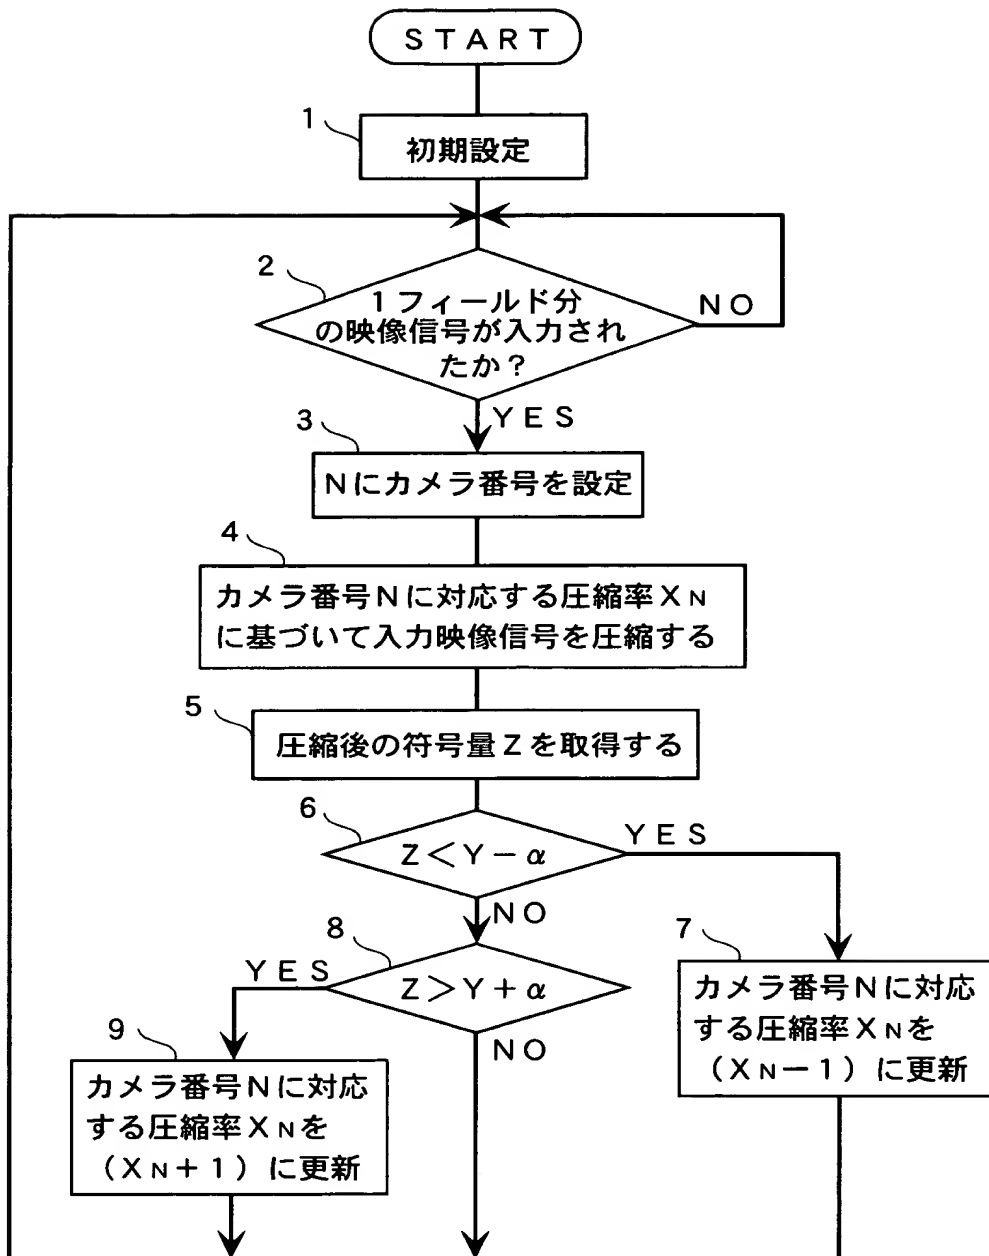 START
1
初期設定
2
1フィールド分
の映像信号が入力され
たか?
NO
YES
3
Nにカメラ番号を設定
4
カメラ番号Nに対応する圧縮率XN
に基づいて入力映像信号を圧縮する
5
圧縮後の符号量Zを取得する
6
Z<Y-α
YES
NO
7
カメラ番号Nに対応
する圧縮率XNを
(XN-1)に更新
8
Z>Y+α
YES
NO
9
カメラ番号Nに対応
する圧縮率XNを
(XN+1)に更新